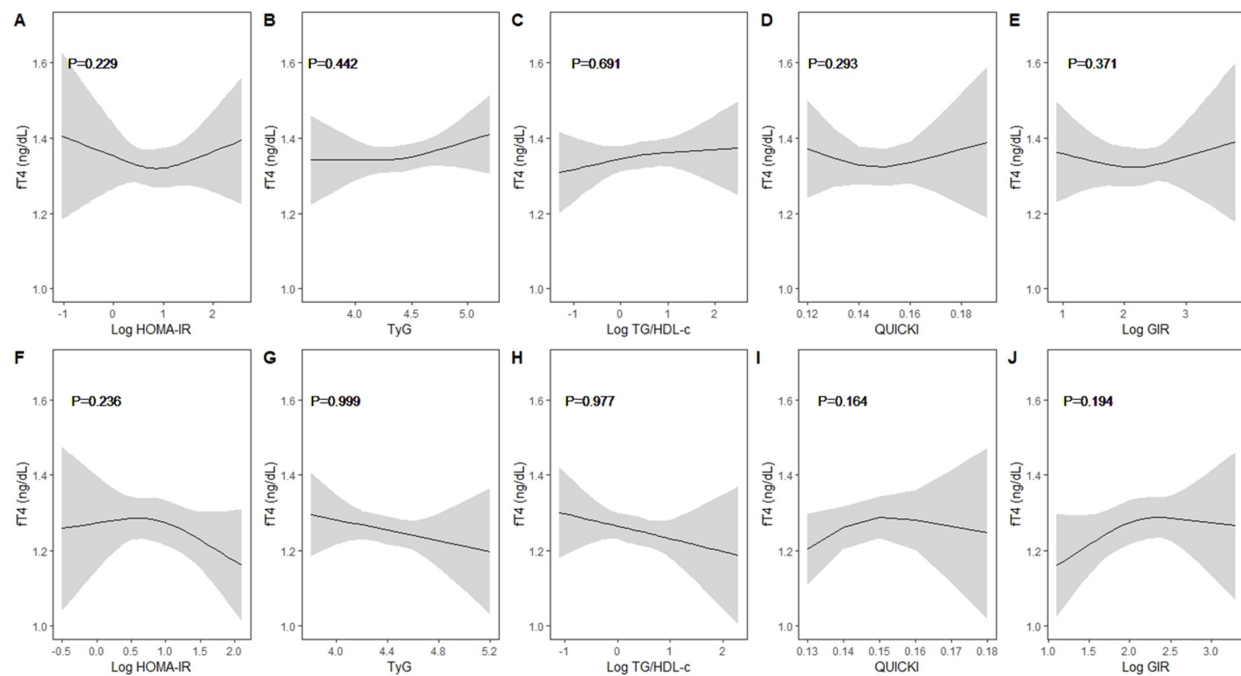 A
B
C
D
E
P=0.229
P=0.442
P=0.691
P=0.293
P=0.371
fT4 (ng/dL)
1.6
1.4
1.2
1.0
-1 0 1 2
Log HOMA-IR
fT4 (ng/dL)
1.6
1.4
1.2
1.0
4.0 4.5 5.0
TyG
fT4 (ng/dL)
1.6
1.4
1.2
1.0
-1 0 1 2
Log TG/HDL-c
fT4 (ng/dL)
1.6
1.4
1.2
1.0
0.12 0.14 0.16 0.18
QUICKI
fT4 (ng/dL)
1.6
1.4
1.2
1.0
1 2 3
Log GIR
F
G
H
I
J
P=0.236
P=0.999
P=0.977
P=0.164
P=0.194
fT4 (ng/dL)
1.6
1.4
1.2
1.0
-0.5 0.0 0.5 1.0 1.5 2.0
Log HOMA-IR
fT4 (ng/dL)
1.6
1.4
1.2
1.0
4.0 4.4 4.8 5.2
TyG
fT4 (ng/dL)
1.6
1.4
1.2
1.0
-1 0 1 2
Log TG/HDL-c
fT4 (ng/dL)
1.6
1.4
1.2
1.0
0.13 0.14 0.15 0.16 0.17 0.18
QUICKI
fT4 (ng/dL)
1.6
1.4
1.2
1.0
1.0 1.5 2.0 2.5 3.0
Log GIR